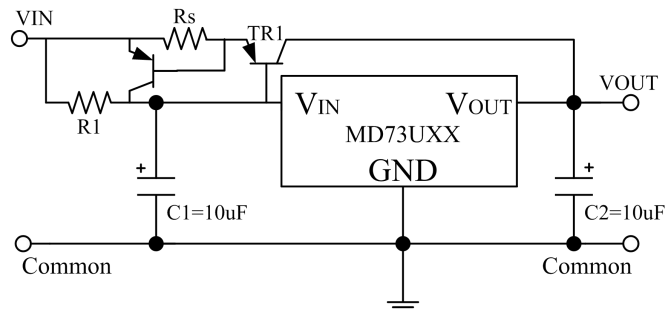 VIN
Rs
TR1
R1
VIN
VOUT
VOUT
MD73UXX
GND
C1=10uF
C2=10uF
+
+
Common
Common